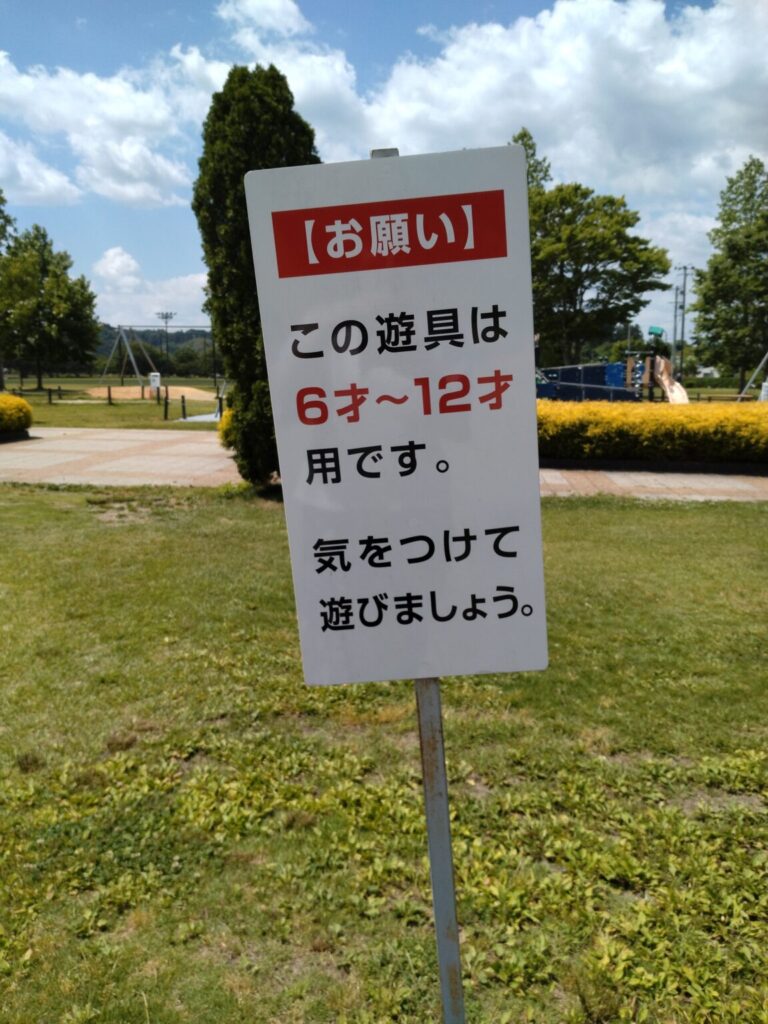 【お願い】
この遊具は
6才～12才
用です。
気をつけて
遊びましょう。